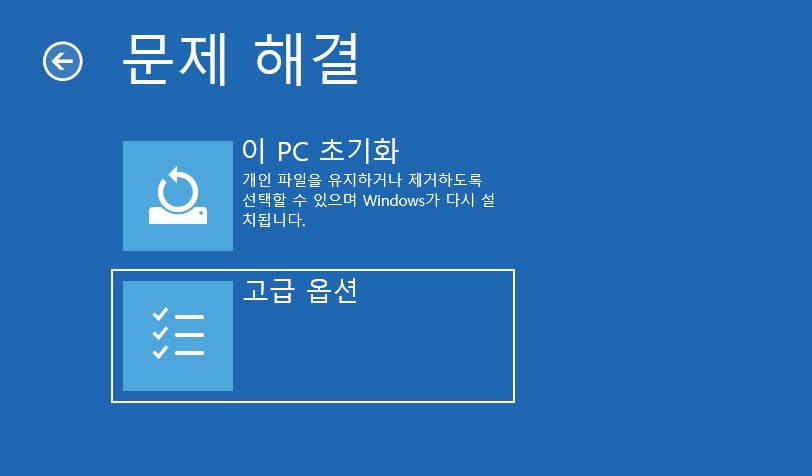 문제 해결
이 PC 초기화
개인 파일을 유지하거나 제거하도록
선택할 수 있으며 Windows가 다시 설
치됩니다.
고급 옵션